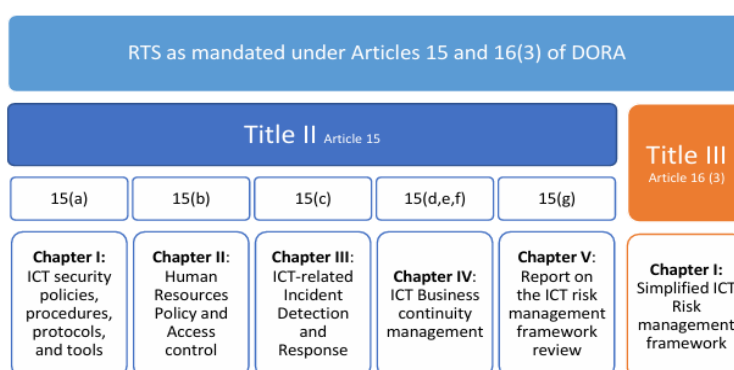 RTS as mandated under Articles 15 and 16(3) of DORA
Title II Article 15
Title III
Article 16 (3)
15(a)
15(b)
15(c)
15(d,e,f)
15(g)
Chapter I:
ICT security
policies,
procedures,
protocols,
and tools
Chapter II:
Human
Resources
Policy and
Access
control
Chapter III:
ICT-related
Incident
Detection
and
Response
Chapter IV:
ICT Business
continuity
management
Chapter V:
Report on
the ICT risk
management
framework
review
Chapter I:
Simplified ICT
Risk
management
framework